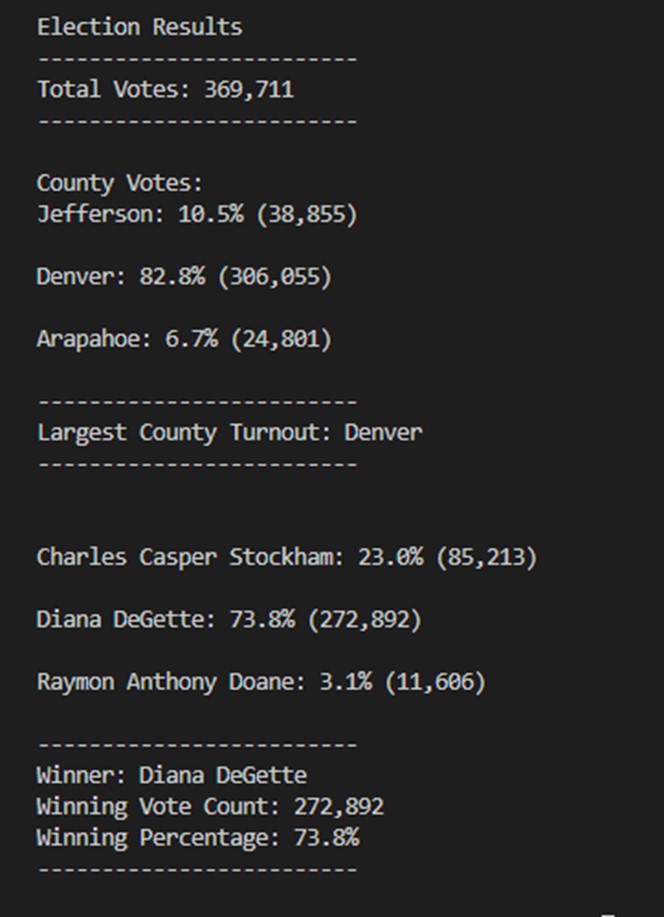 Election Results
-------------------------
Total Votes: 369,711
-------------------------
County Votes:
Jefferson: 10.5% (38,855)
Denver: 82.8% (306,055)
Arapahoe: 6.7% (24,801)
-------------------------
Largest County Turnout: Denver
-------------------------
Charles Casper Stockham: 23.0% (85,213)
Diana DeGette: 73.8% (272,892)
Raymon Anthony Doane: 3.1% (11,606)
-------------------------
Winner: Diana DeGette
Winning Vote Count: 272,892
Winning Percentage: 73.8%
-------------------------